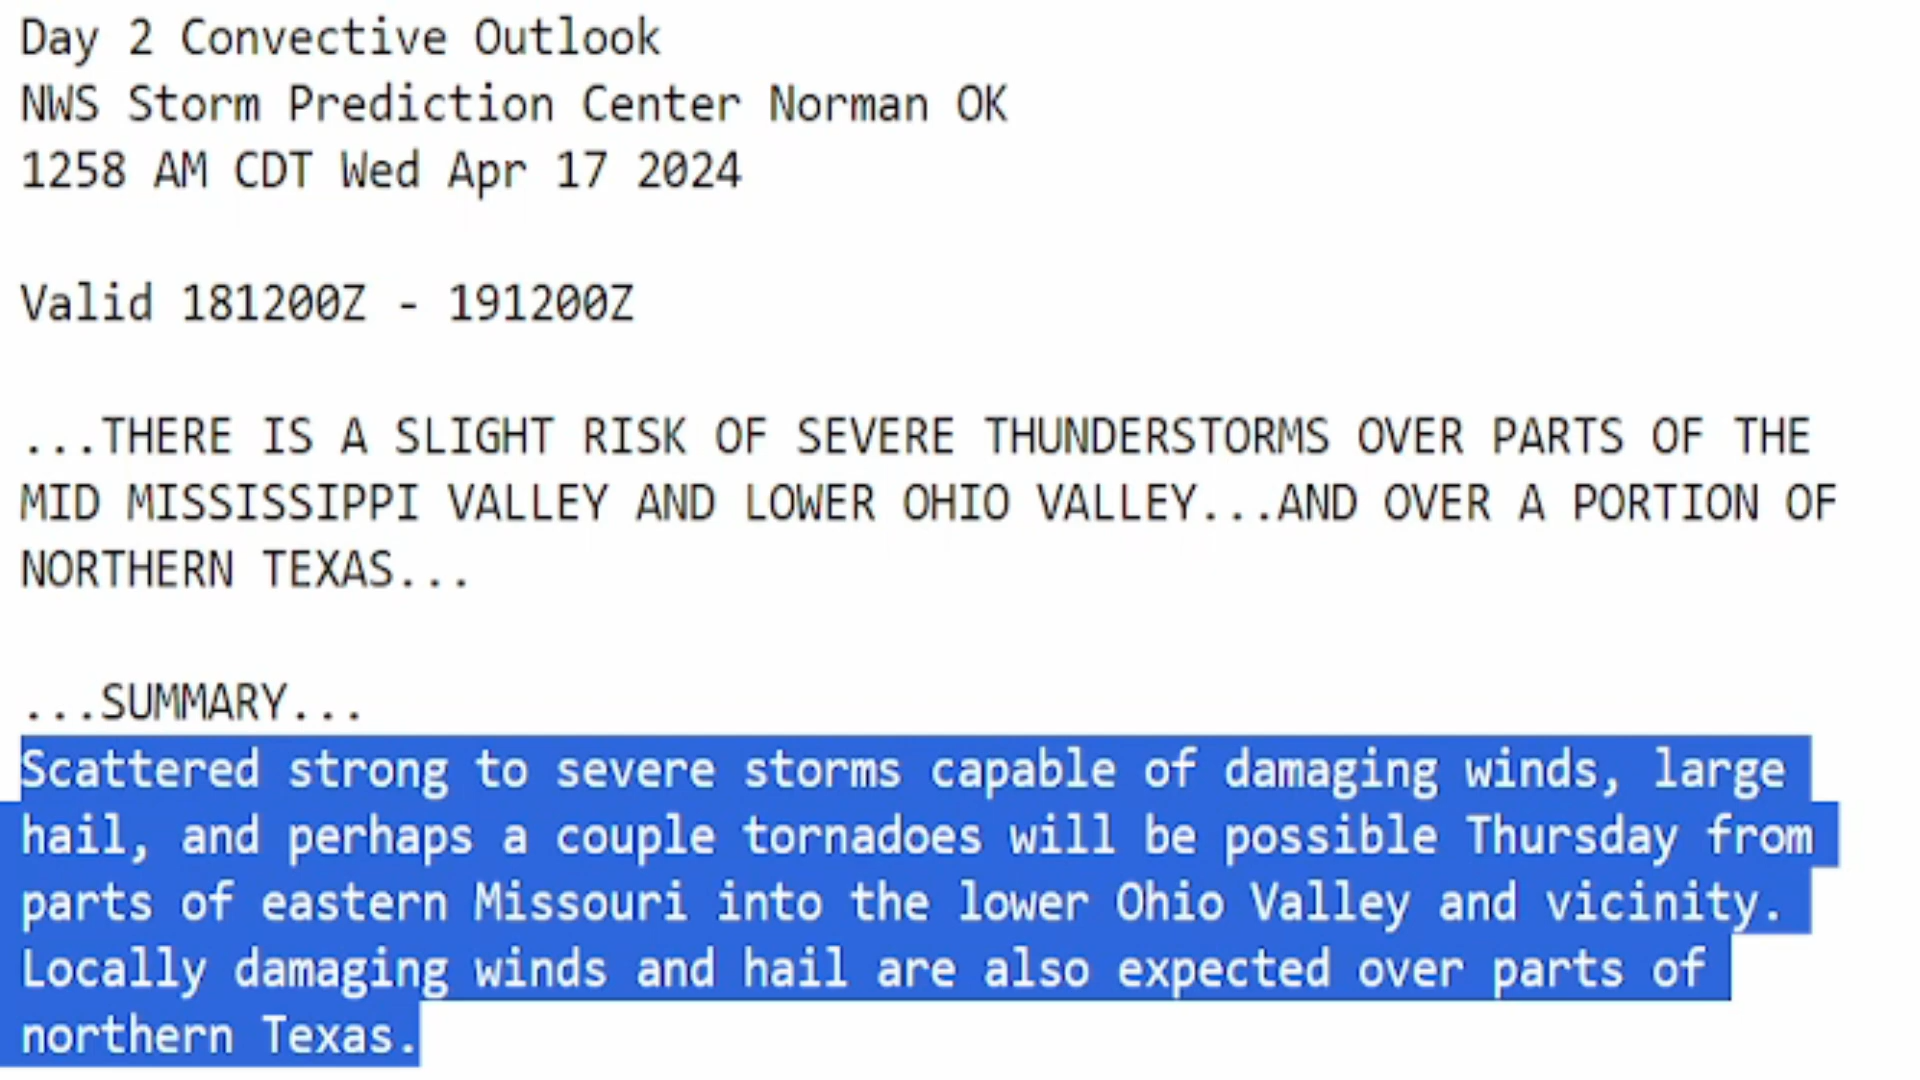 Day 2 Convective Outlook
NWS Storm Prediction Center Norman OK
1258 AM CDT Wed Apr 17 2024
Valid 181200Z - 191200Z
...THERE IS A SLIGHT RISK OF SEVERE THUNDERSTORMS OVER PARTS OF THE
MID MISSISSIPPI VALLEY AND LOWER OHIO VALLEY...AND OVER A PORTION OF
NORTHERN TEXAS...
...SUMMARY...
Scattered strong to severe storms capable of damaging winds, large
hail, and perhaps a couple tornadoes will be possible Thursday from
parts of eastern Missouri into the lower Ohio Valley and vicinity.
Locally damaging winds and hail are also expected over parts of
northern Texas.